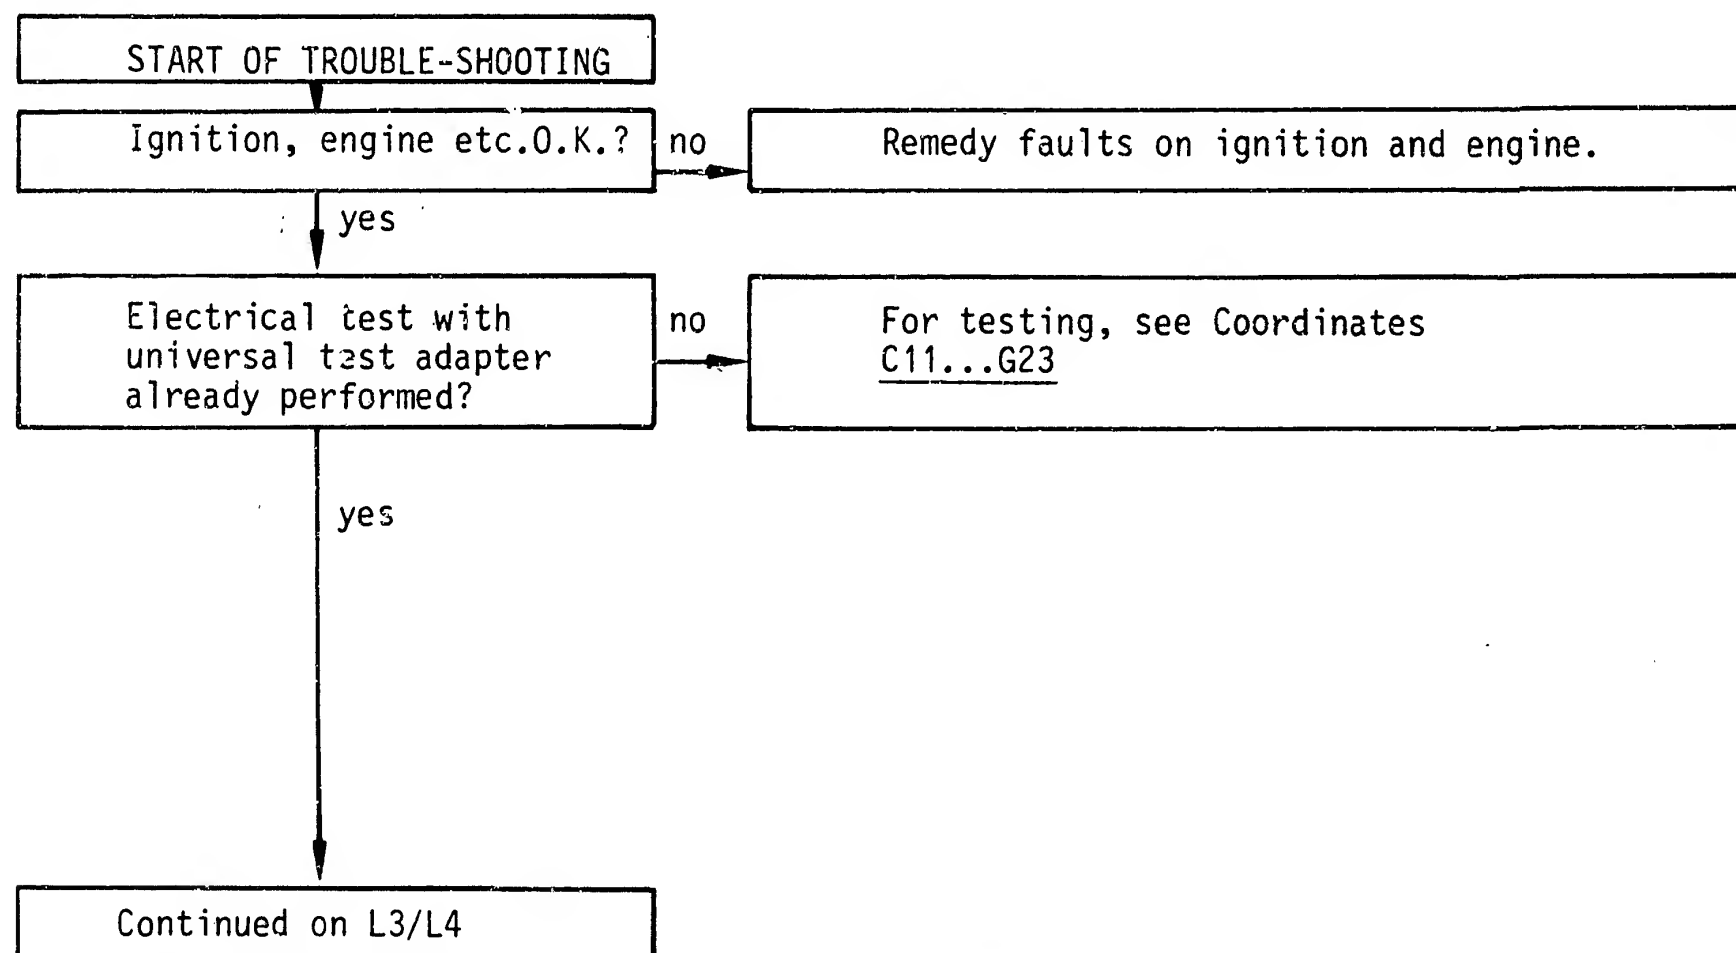 START OF TROUBLE-SHOOTING
Ignition, engine etc.O.K.?
no
Remedy faults on ignition and engine.
yes
Electrical test with
universal test adapter
already performed?
no
For testing, see Coordinates
C11...G23
yes
Continued on L3/L4